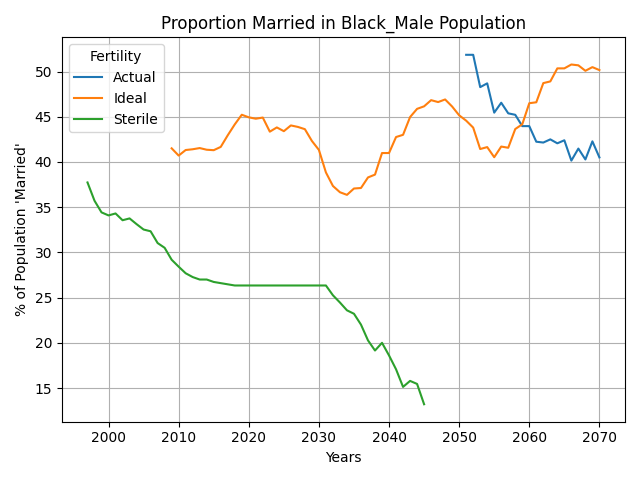 Proportion Married in Black_Male Population
Fertility
Actual
Ideal
Sterile
% of Population 'Married'
50
45
40
35
30
25
20
15
2000 2010 2020 2030 2040 2050 2060 2070
Years